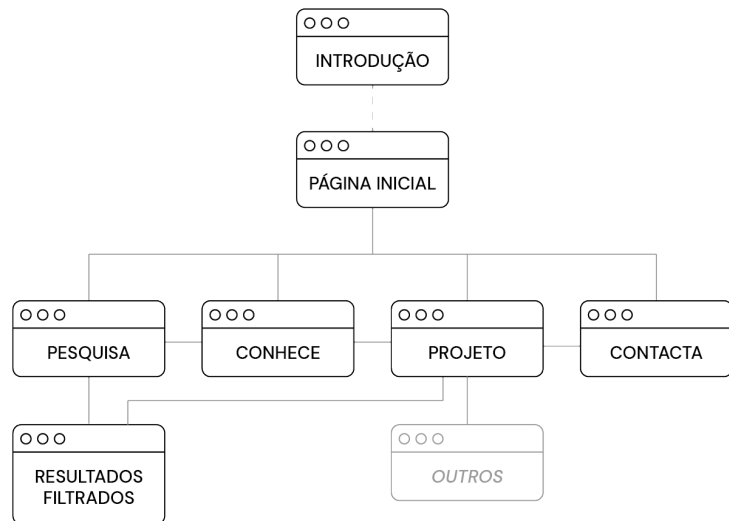 INTRODUÇÃO
PÁGINA INICIAL
PESQUISA
CONHECE
PROJETO
CONTACTA
RESULTADOS
FILTRADOS
OUTROS